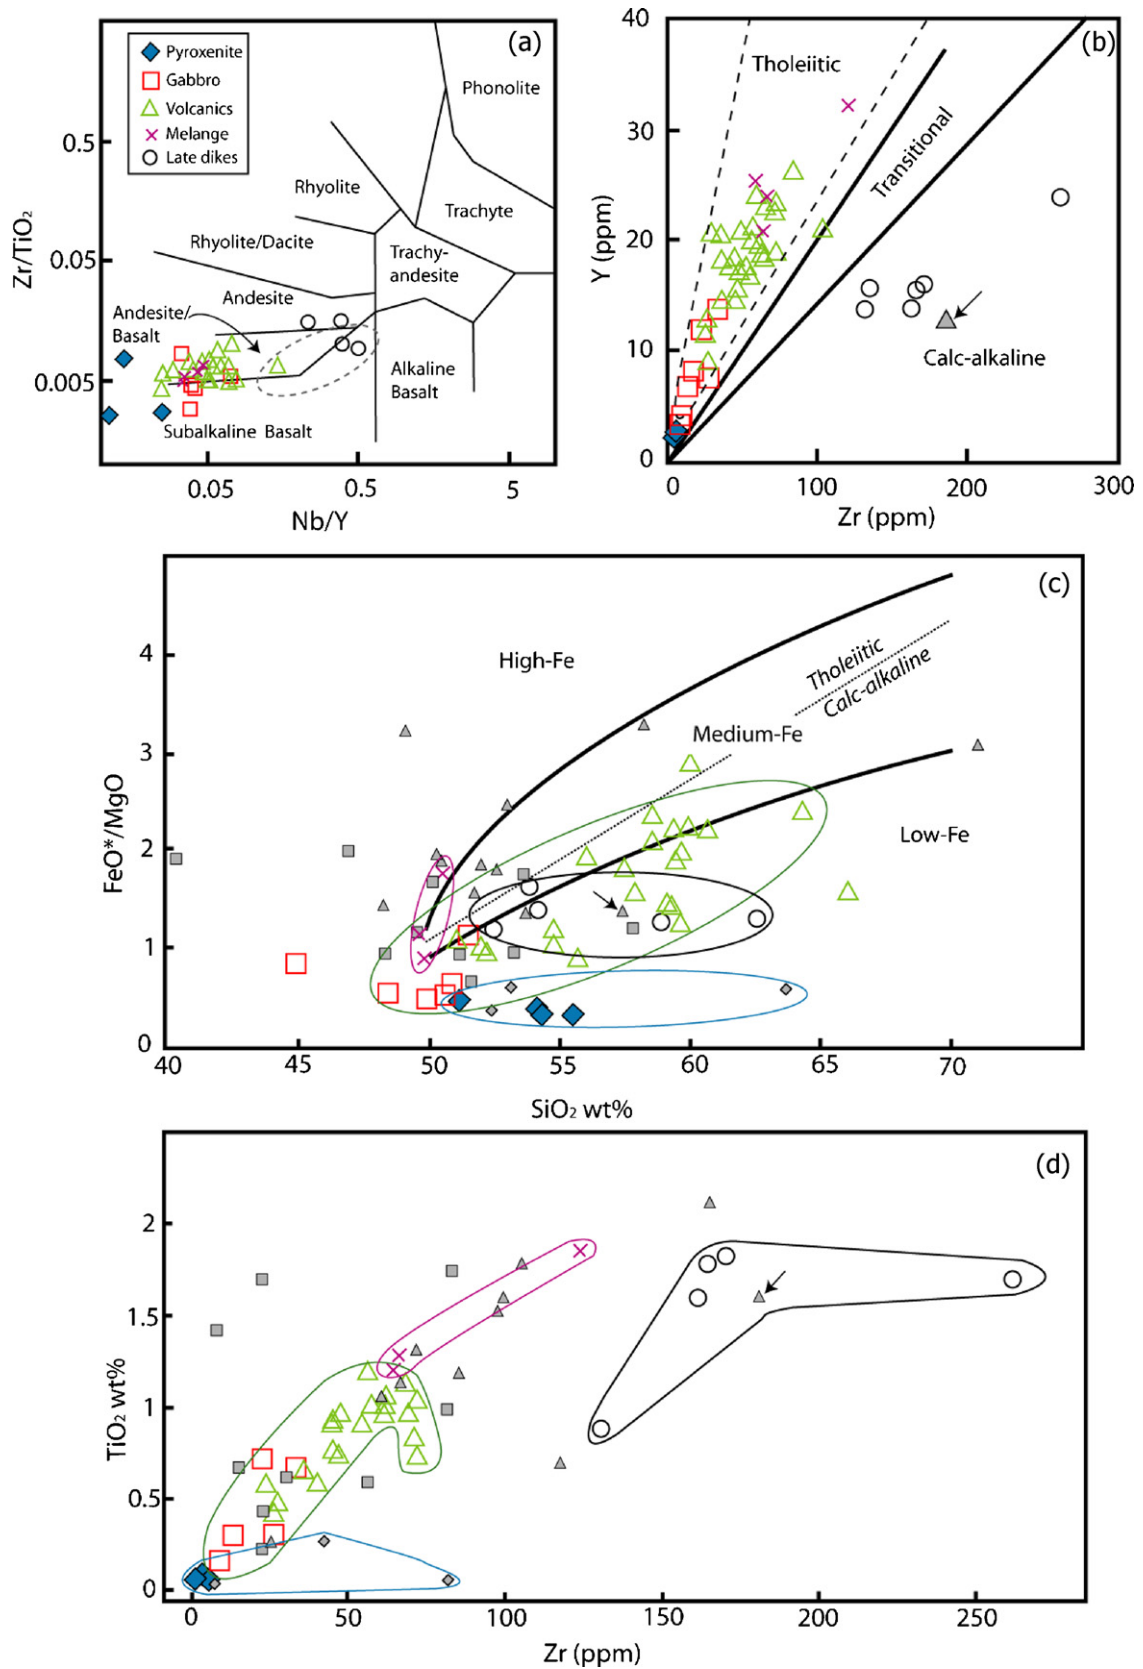 (a)
Pyroxenite
Gabbro
Volcanics
Melange
Late dikes
Phonolite
Rhyolite
Trachyte
Rhyolite/Dacite
Trachy-
andesite
Andesite
Andesite/
Basalt
Alkaline
Basalt
Subalkaline Basalt
0.5
0.05
0.005
Zr/TiO₂
0.05
0.5
5
Nb/Y
(b)
40
30
20
10
0
Y (ppm)
Tholeiitic
Transitional
Calc-alkaline
0
100
200
300
Zr (ppm)
(c)
4
3
2
1
0
FeO*/MgO
High-Fe
Tholeiitic
Calc-alkaline
Medium-Fe
Low-Fe
40
45
50
55
60
65
70
SiO₂ wt%
(d)
2
1.5
1
0.5
0
TiO₂ wt%
0
50
100
150
200
250
Zr (ppm)